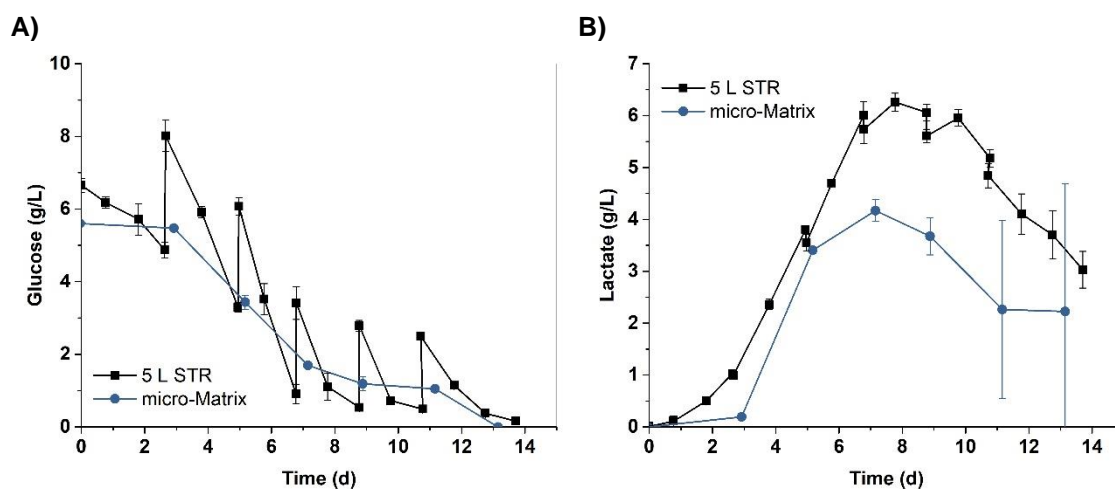 A)
10
8
6
4
2
0
Glucose (g/L)
5 L STR
micro-Matrix
0 2 4 6 8 10 12 14
Time (d)
B)
7
6
5
4
3
2
1
0
Lactate (g/L)
5 L STR
micro-Matrix
0 2 4 6 8 10 12 14
Time (d)